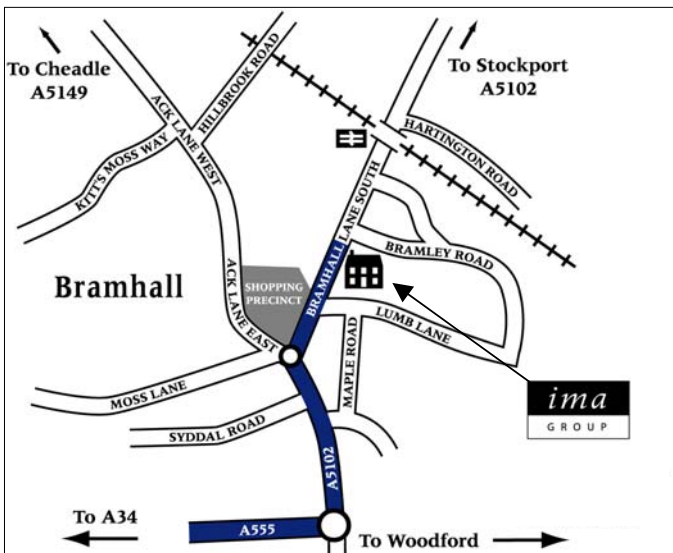 To Cheadle
A5149
To Stockport
A5102
HILLBROOK ROAD
ACK LANE WEST
KITT'S MOSS WAY
HARTINGTON ROAD
BRAMHALL LANE SOUTH
BRAMLEY ROAD
Bramhall
SHOPPING
PRECINCT
ACK LANE EAST
LUMB LANE
MAPLE ROAD
MOSS LANE
SYDDAL ROAD
ima
GROUP
A5102
To A34
A555
To Woodford